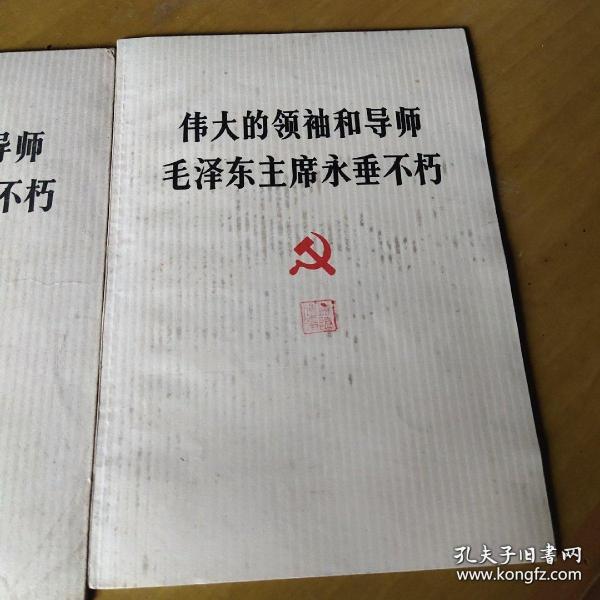 导师
不朽
伟大的领袖和导师
毛泽东主席永垂不朽
孔夫子旧书网
www.kongfz.com